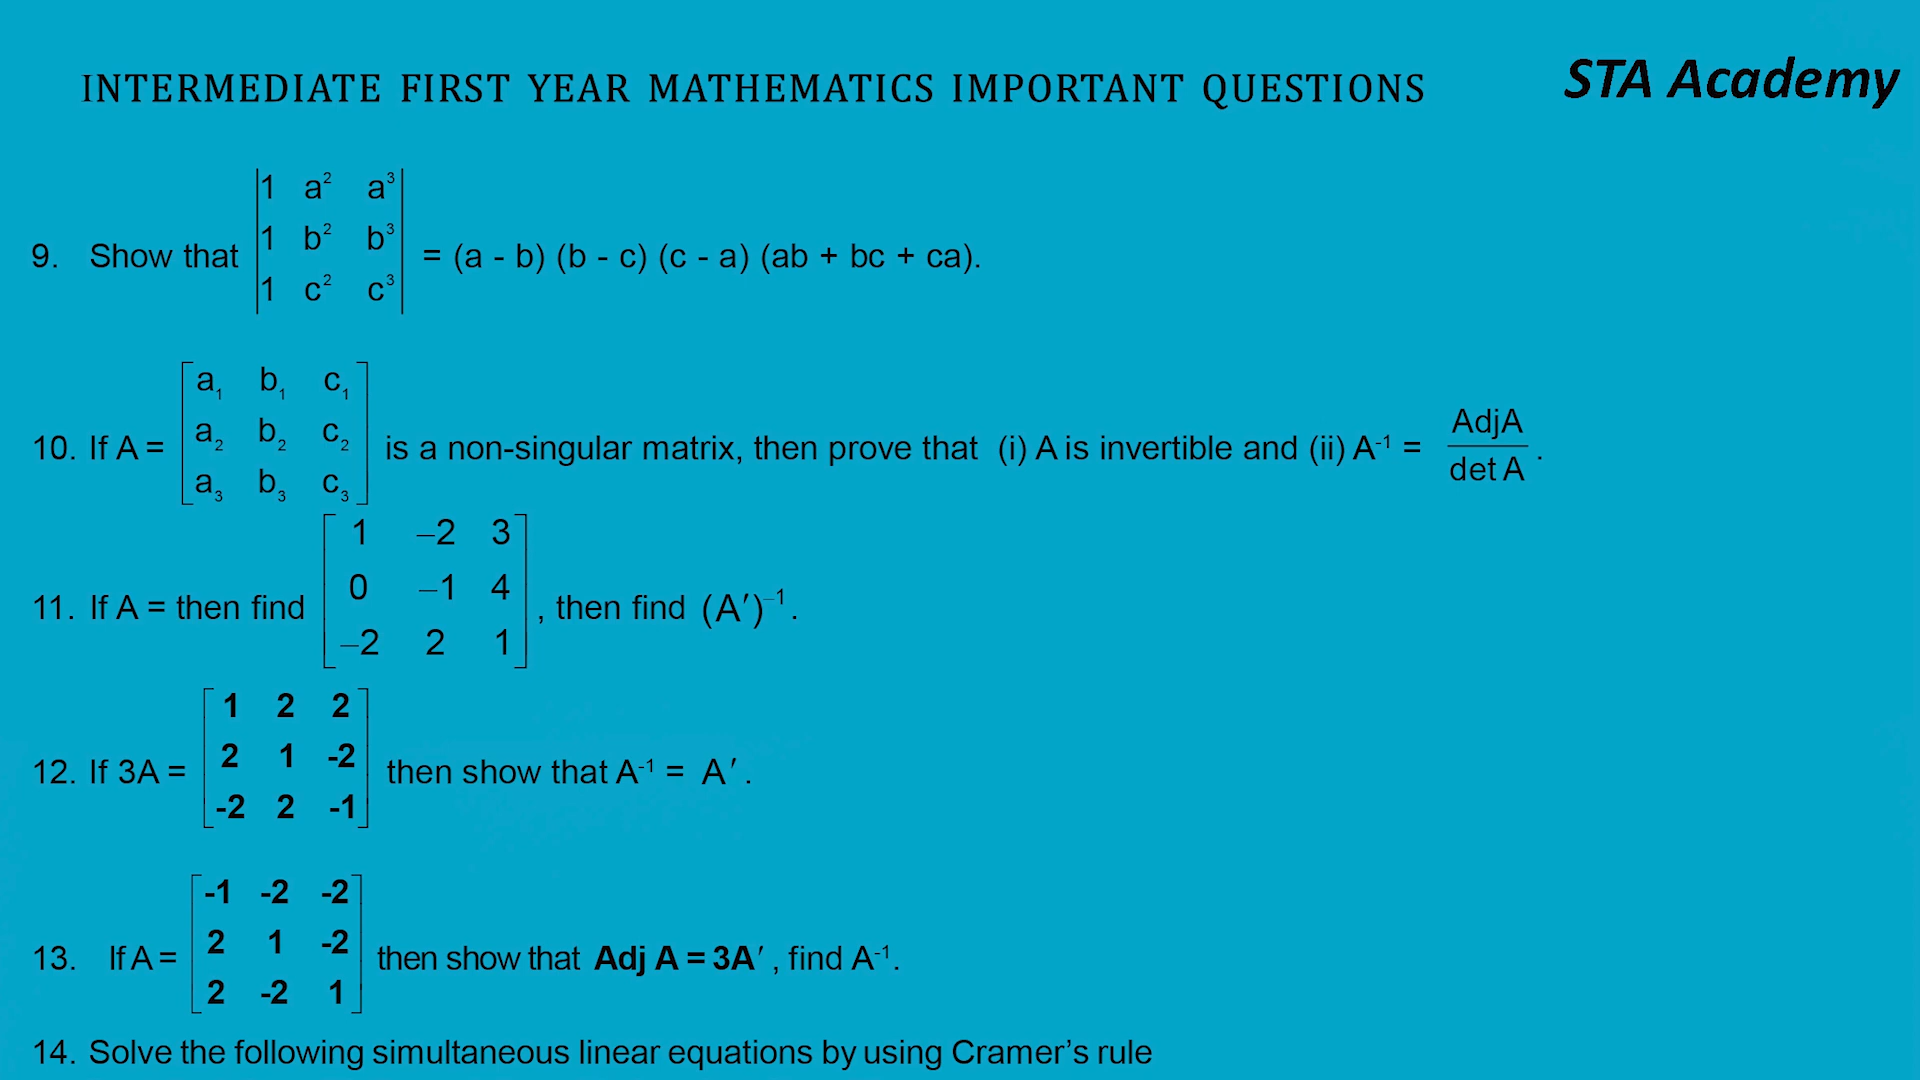 INTERMEDIATE FIRST YEAR MATHEMATICS IMPORTANT QUESTIONS
STA Academy
9. Show that |1 a² a³|
|1 b² b³|
|1 c² c³| = (a - b) (b - c) (c - a) (ab + bc + ca).
10. If A = [a₁ b₁ c₁]
[a₂ b₂ c₂]
[a₃ b₃ c₃] is a non-singular matrix, then prove that (i) A is invertible and (ii) A⁻¹ = AdjA / det A .
11. If A = then find [1 –2 3]
[0 –1 4]
[–2 2 1] , then find (A′)⁻¹ .
12. If 3A = [1 2 2]
[2 1 -2]
[-2 2 -1] then show that A⁻¹ = A′ .
13. If A = [-1 -2 -2]
[2 1 -2]
[2 -2 1] then show that Adj A = 3A′ , find A⁻¹.
14. Solve the following simultaneous linear equations by using Cramer’s rule